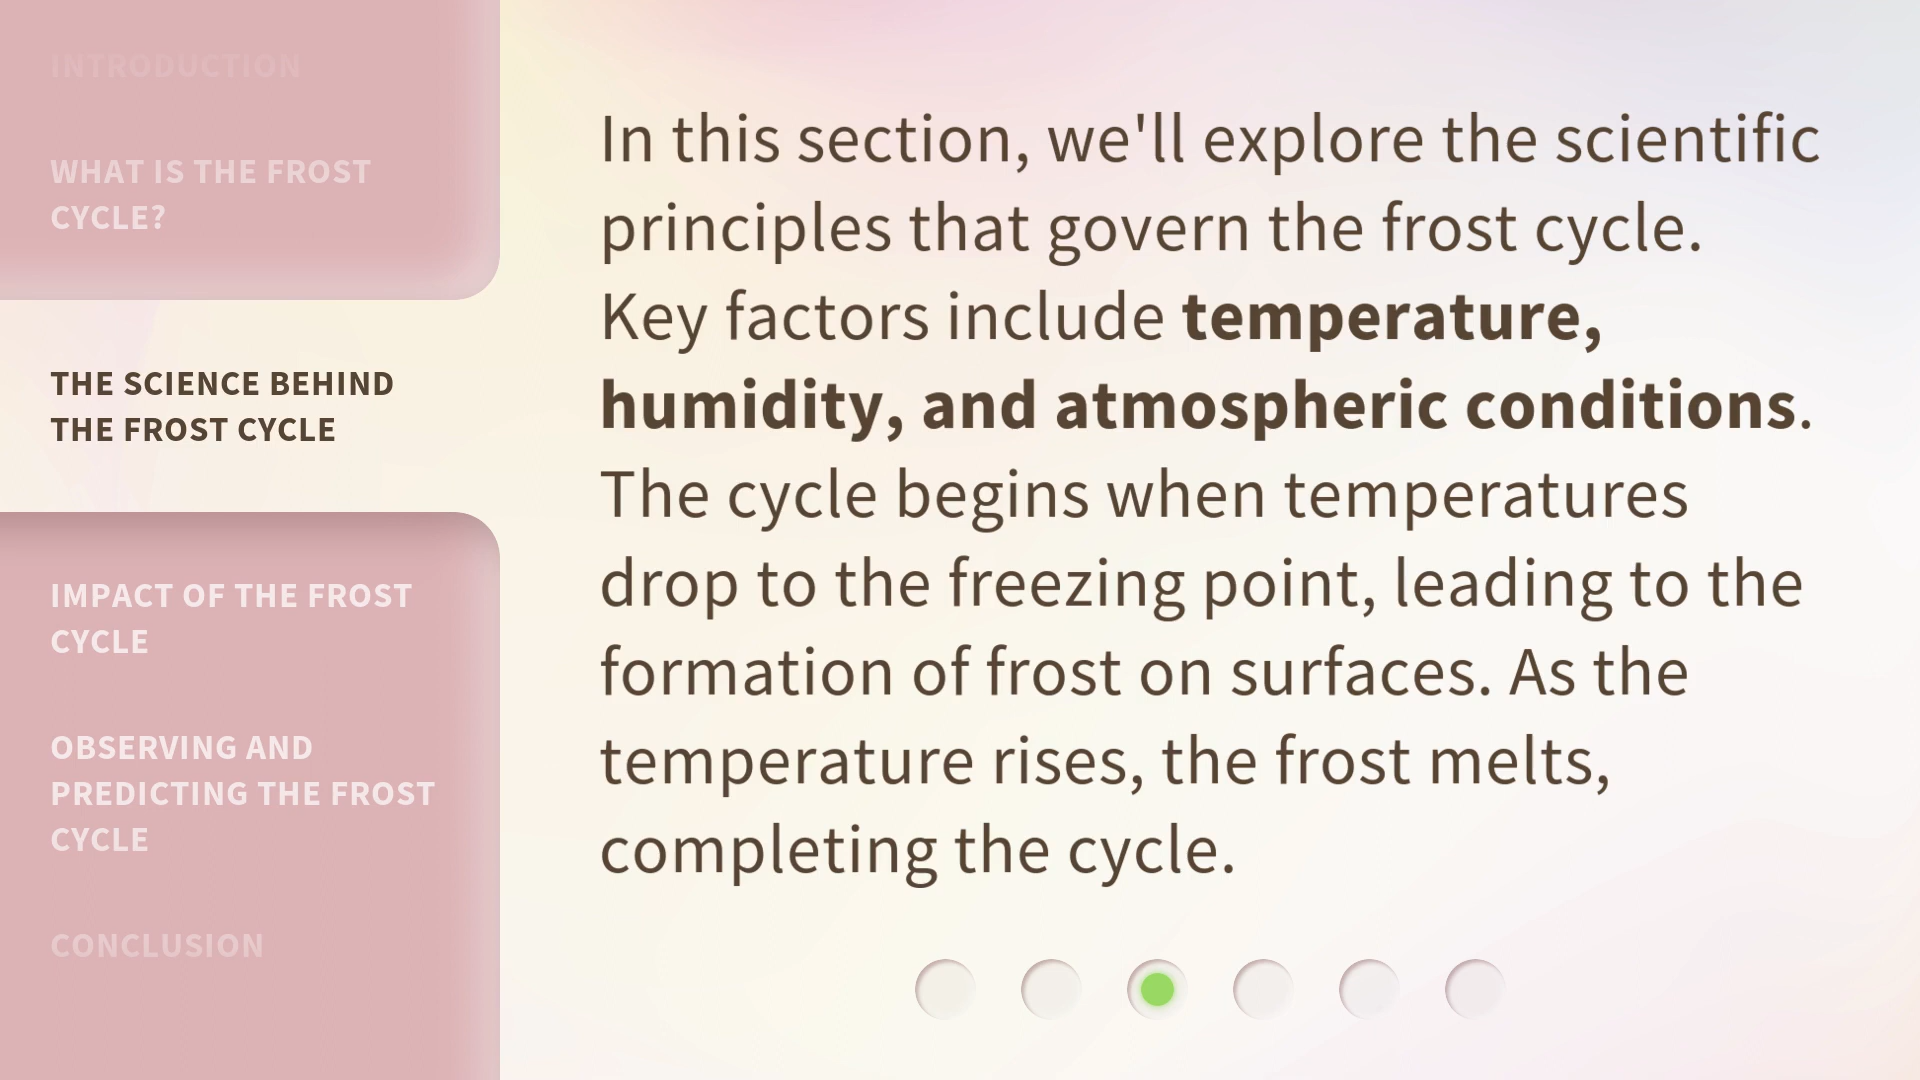 INTRODUCTION
WHAT IS THE FROST
CYCLE?
THE SCIENCE BEHIND
THE FROST CYCLE
IMPACT OF THE FROST
CYCLE
OBSERVING AND
PREDICTING THE FROST
CYCLE
CONCLUSION
In this section, we'll explore the scientific
principles that govern the frost cycle.
Key factors include temperature,
humidity, and atmospheric conditions.
The cycle begins when temperatures
drop to the freezing point, leading to the
formation of frost on surfaces. As the
temperature rises, the frost melts,
completing the cycle.